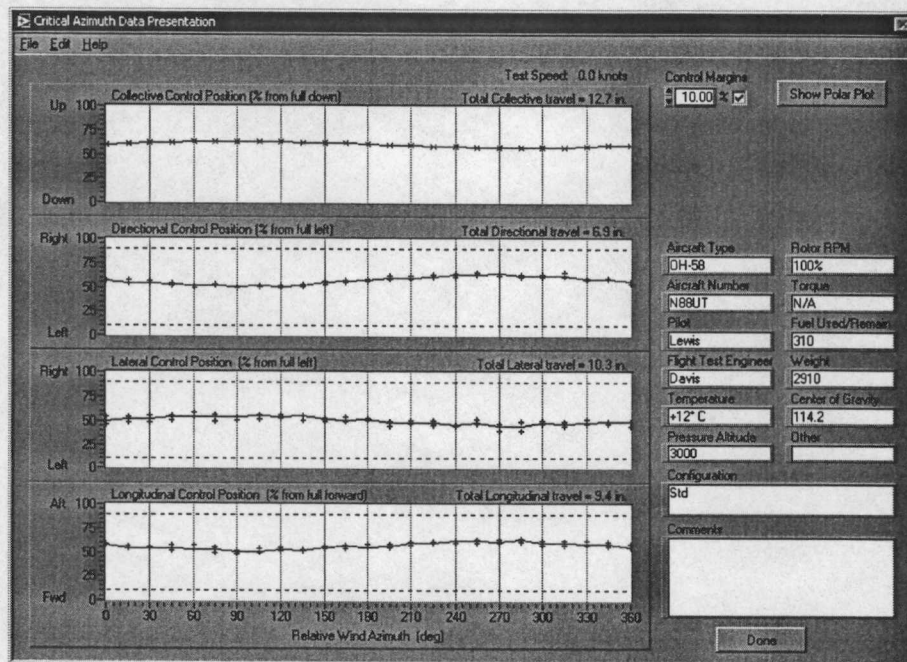 Critical Azimuth Data Presentation
File Edit Help
Test Speed: 0.0 knots
Control Margins
10.00 %
Show Polar Plot
Collective Control Position (% from full down) Total Collective travel = 12.7 in.
Up 100
75
50
25
Down 0
Directional Control Position (% from full left) Total Directional travel = 6.9 in.
Right 100
75
50
25
Left 0
Lateral Control Position (% from full left) Total Lateral travel = 10.3 in.
Right 100
75
50
25
Left 0
Longitudinal Control Position (% from full forward) Total Longitudinal travel = 9.4 in.
Aft 100
75
50
25
Fwd 0
0 30 60 90 120 150 180 210 240 270 300 330 360
Relative Wind Azimuth (deg)
Aircraft Type
OH-58
Rotor RPM
100%
Aircraft Number
N88UT
Torque
N/A
Pilot
Lewis
Fuel Used/Remain
310
Flight Test Engineer
Davis
Weight
2910
Temperature
+12° C
Center of Gravity
114.2
Pressure Altitude
3000
Other
Configuration
Std
Comments
Done